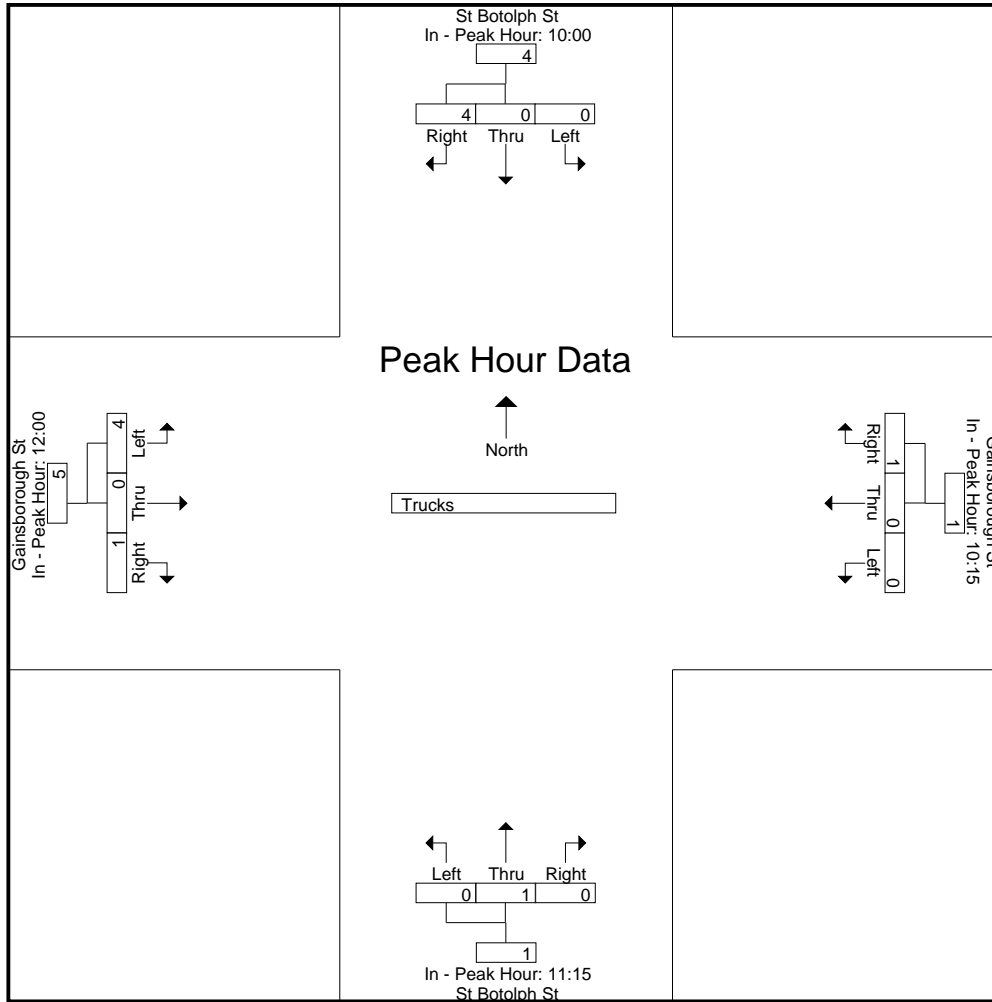 St Botolph St
In - Peak Hour: 10:00
4
4 0 0
Right Thru Left
Peak Hour Data
North
Trucks
Gainsborough St
In - Peak Hour: 12:00
5
4 0 1
Left Thru Right
Gainsborough St
In - Peak Hour: 10:15
1
1 0 0
Right Thru Left
Left Thru Right
0 1 0
1
In - Peak Hour: 11:15
St Botolph St